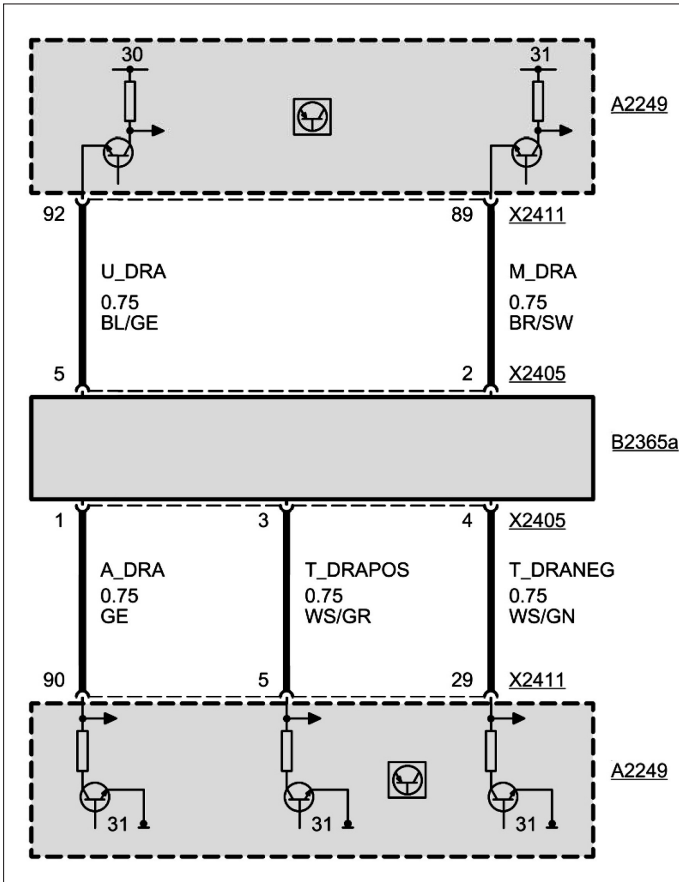 30 31
A2249
92 89 X2411
U_DRA M_DRA
0.75 0.75
BL/GE BR/SW
5 2 X2405
B2365a
1 3 4 X2405
A_DRA T_DRAPOS T_DRANEG
0.75 0.75 0.75
GE WS/GR WS/GN
90 5 29 X2411
A2249
31 31 31